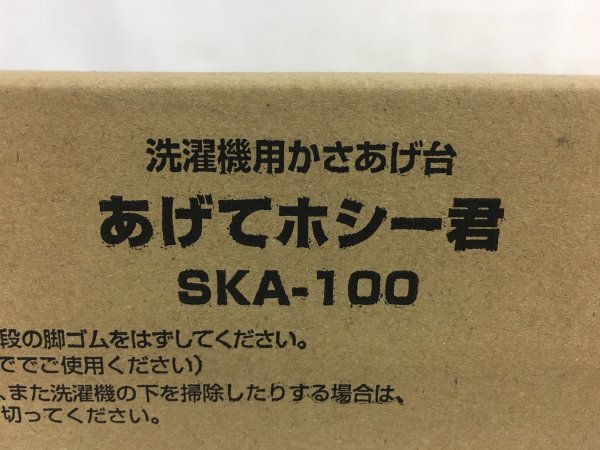 洗濯機用かさあげ台
あげてホシー君
SKA-100
段の脚ゴムをはずしてください。
でご使用ください)
、また洗濯機の下を掃除したりする場合は、
切ってください。